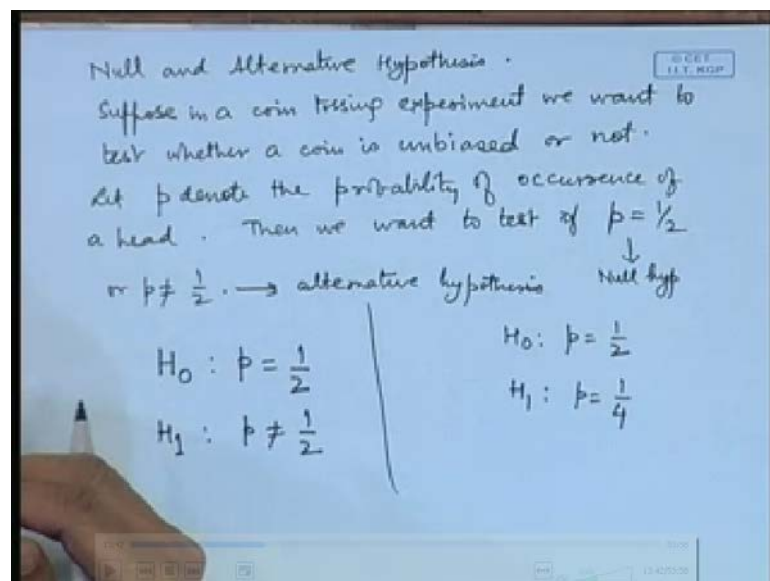 Null and Alternative Hypothesis.
© CET
I.I.T. KGP
Suppose in a coin tossing experiment we want to
test whether a coin is unbiased or not.
Let p denote the probability of occurrence of
a head. Then we want to test if p = 1/2
↓
or p ≠ 1/2. → alternative hypothesis Null hyp
H₀ : p = 1/2
H₁ : p ≠ 1/2
H₀ : p = 1/2
H₁ : p = 1/4